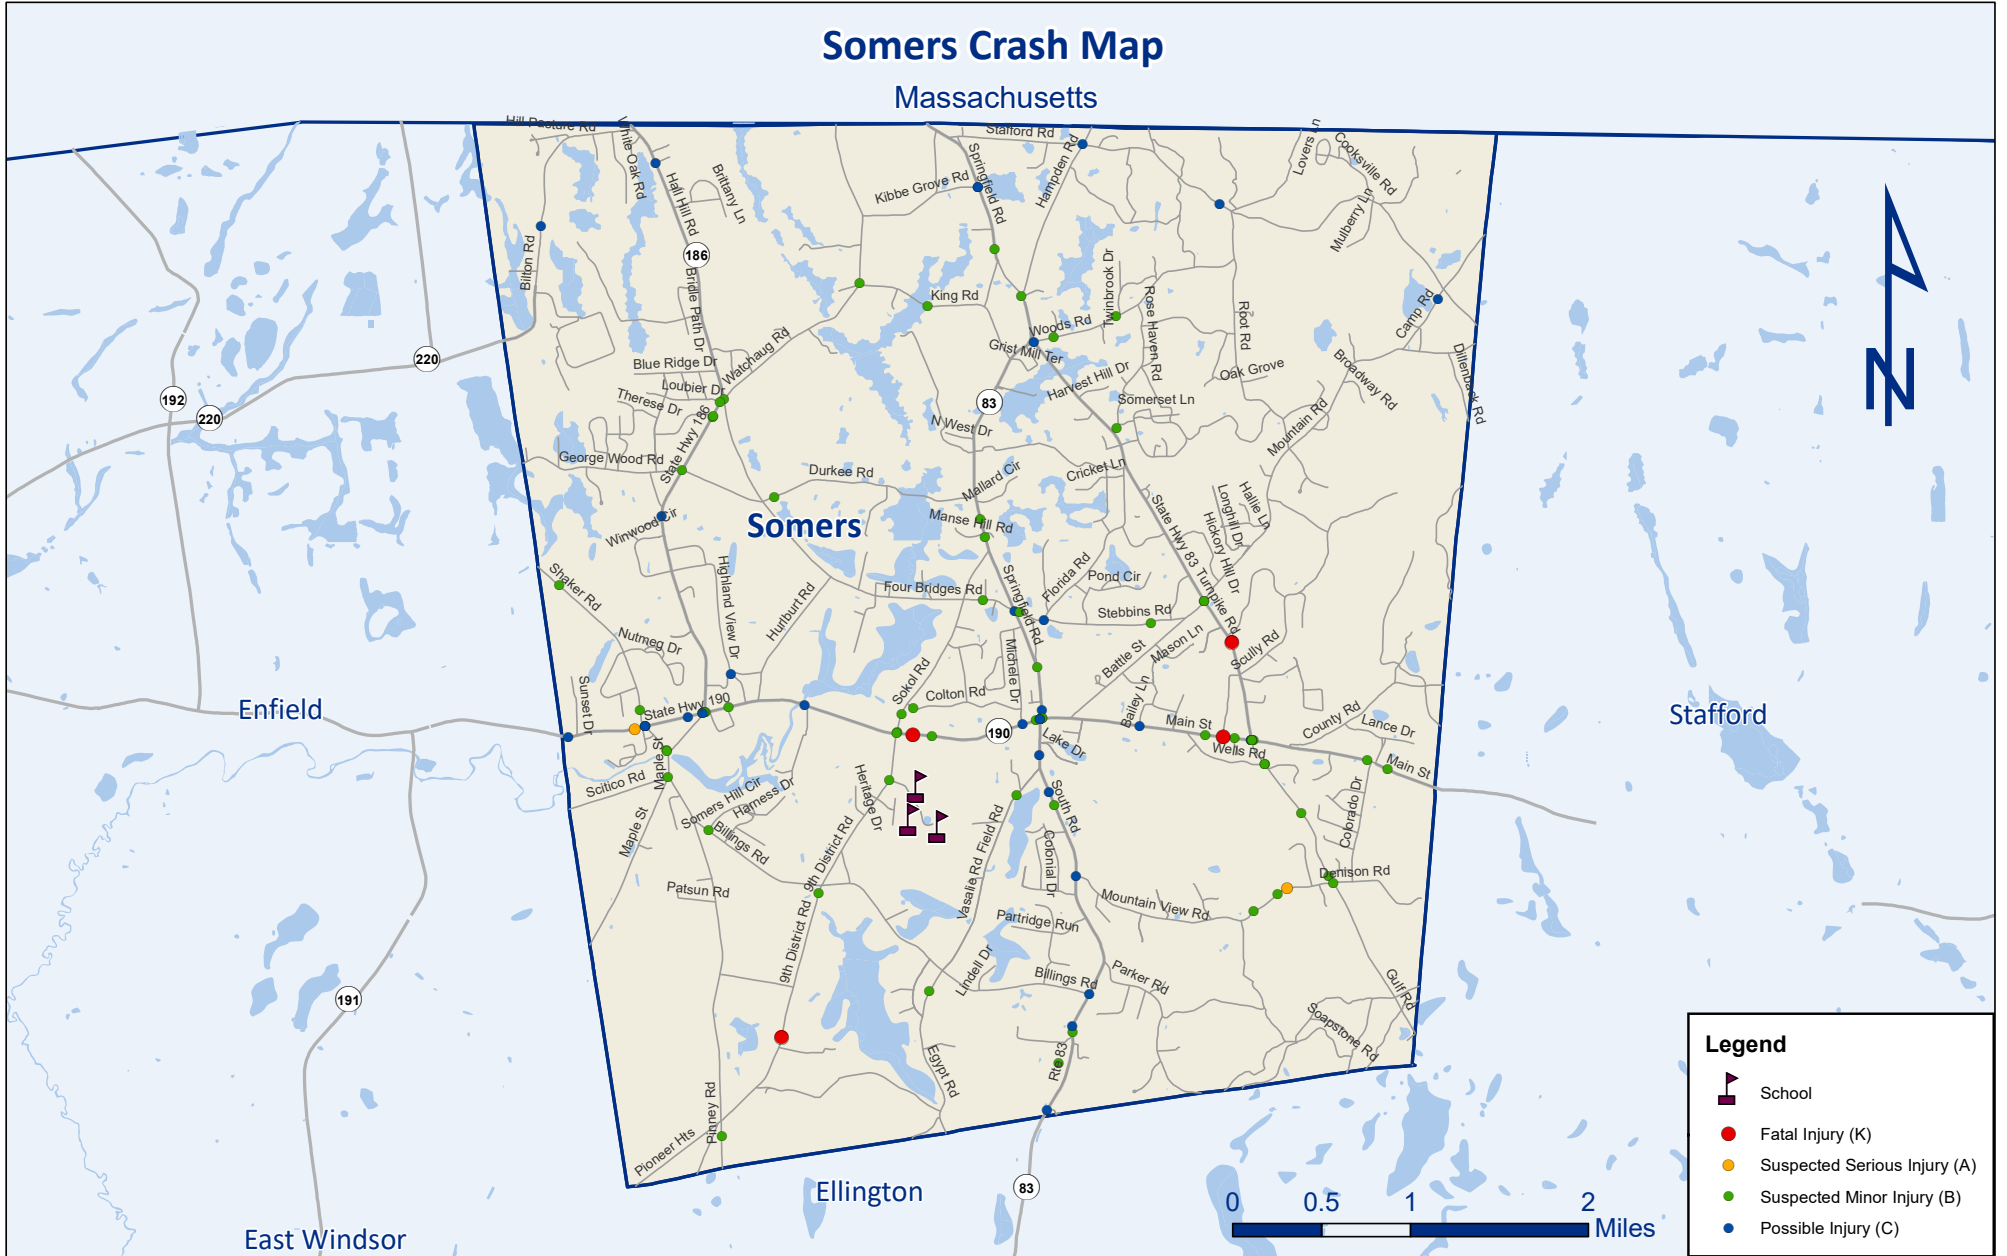 Somers Crash Map
Massachusetts
Hill Pasture Rd
White Oak Rd
Hall Hill Rd
Brittany Ln
Stafford Rd
Springfield Rd
Hampden Rd
Kibbe Grove Rd
Lovers Ln
Cooksville Rd
Mulberry Ln
Bilton Rd
186
Bridle Path Dr
King Rd
Twinbrook Dr
Rose Haven Rd
Root Rd
Camp Rd
Woods Rd
Grist Mill Ter
Watchaug Rd
Blue Ridge Dr
Loubier Dr
Therese Dr
Harvest Hill Dr
Oak Grove
Broadway Rd
Dillenback Rd
220
192
220
83
Somerset Ln
N West Dr
Mountain Rd
State Hwy 186
George Wood Rd
Durkee Rd
Mallard Cir
Cricket Ln
Longhill Dr
Hallie Ln
Hickory Hill Dr
State Hwy 83
Turnpike Rd
Winwood Cir
Somers
Manse Hill Rd
N
Shaker Rd
Highland View Dr
Hurlburt Rd
Four Bridges Rd
Springfield Rd
Florida Rd
Pond Cir
Stebbins Rd
Nutmeg Dr
Michele Dr
Battle St
Mason Ln
Scully Rd
Sunset Dr
Sokol Rd
Colton Rd
Bailey Ln
State Hwy 190
Enfield
190
Lake Dr
Main St
Wells Rd
County Rd
Lance Dr
Main St
Stafford
Maple St
Scitico Rd
Somers Hill Cir
Harness Dr
Heritage Dr
South Rd
Colorado Dr
Maple St
Billings Rd
9th District Rd
Field Rd
Colonial Dr
Denison Rd
Patsun Rd
Vasalie Rd
Mountain View Rd
9th District Rd
Partridge Run
Lindell Dr
Billings Rd
Parker Rd
Gulf Rd
191
Soapstone Rd
Egypt Rd
Rte 83
Pinney Rd
Pioneer Hts
Ellington
83
East Windsor
0 0.5 1 2
Miles
Legend
School
Fatal Injury (K)
Suspected Serious Injury (A)
Suspected Minor Injury (B)
Possible Injury (C)